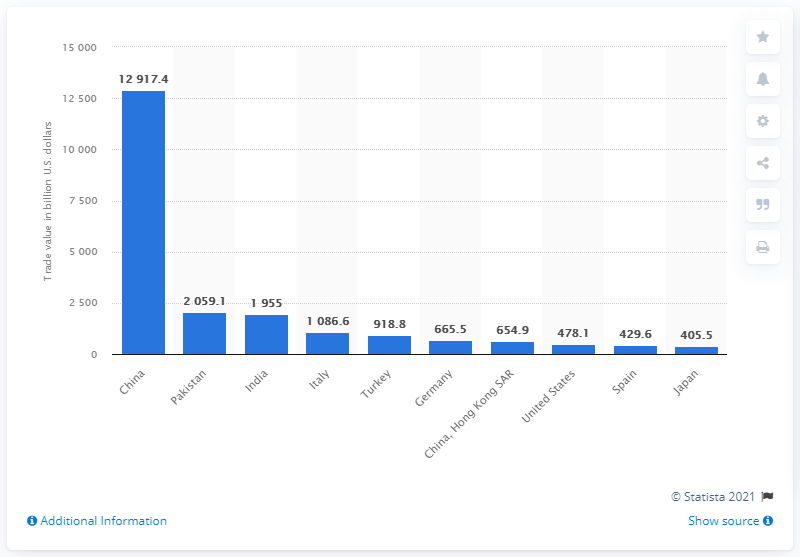 15 000
12 500
10 000
7 500
5 000
2 500
0
Trade value in billion U.S. dollars
12 917.4
2 059.1
1 955
1 086.6
918.8
665.5
654.9
478.1
429.6
405.5
China
Pakistan
India
Italy
Turkey
Germany
China, Hong Kong SAR
United States
Spain
Japan
© Statista 2021
Additional Information
Show source